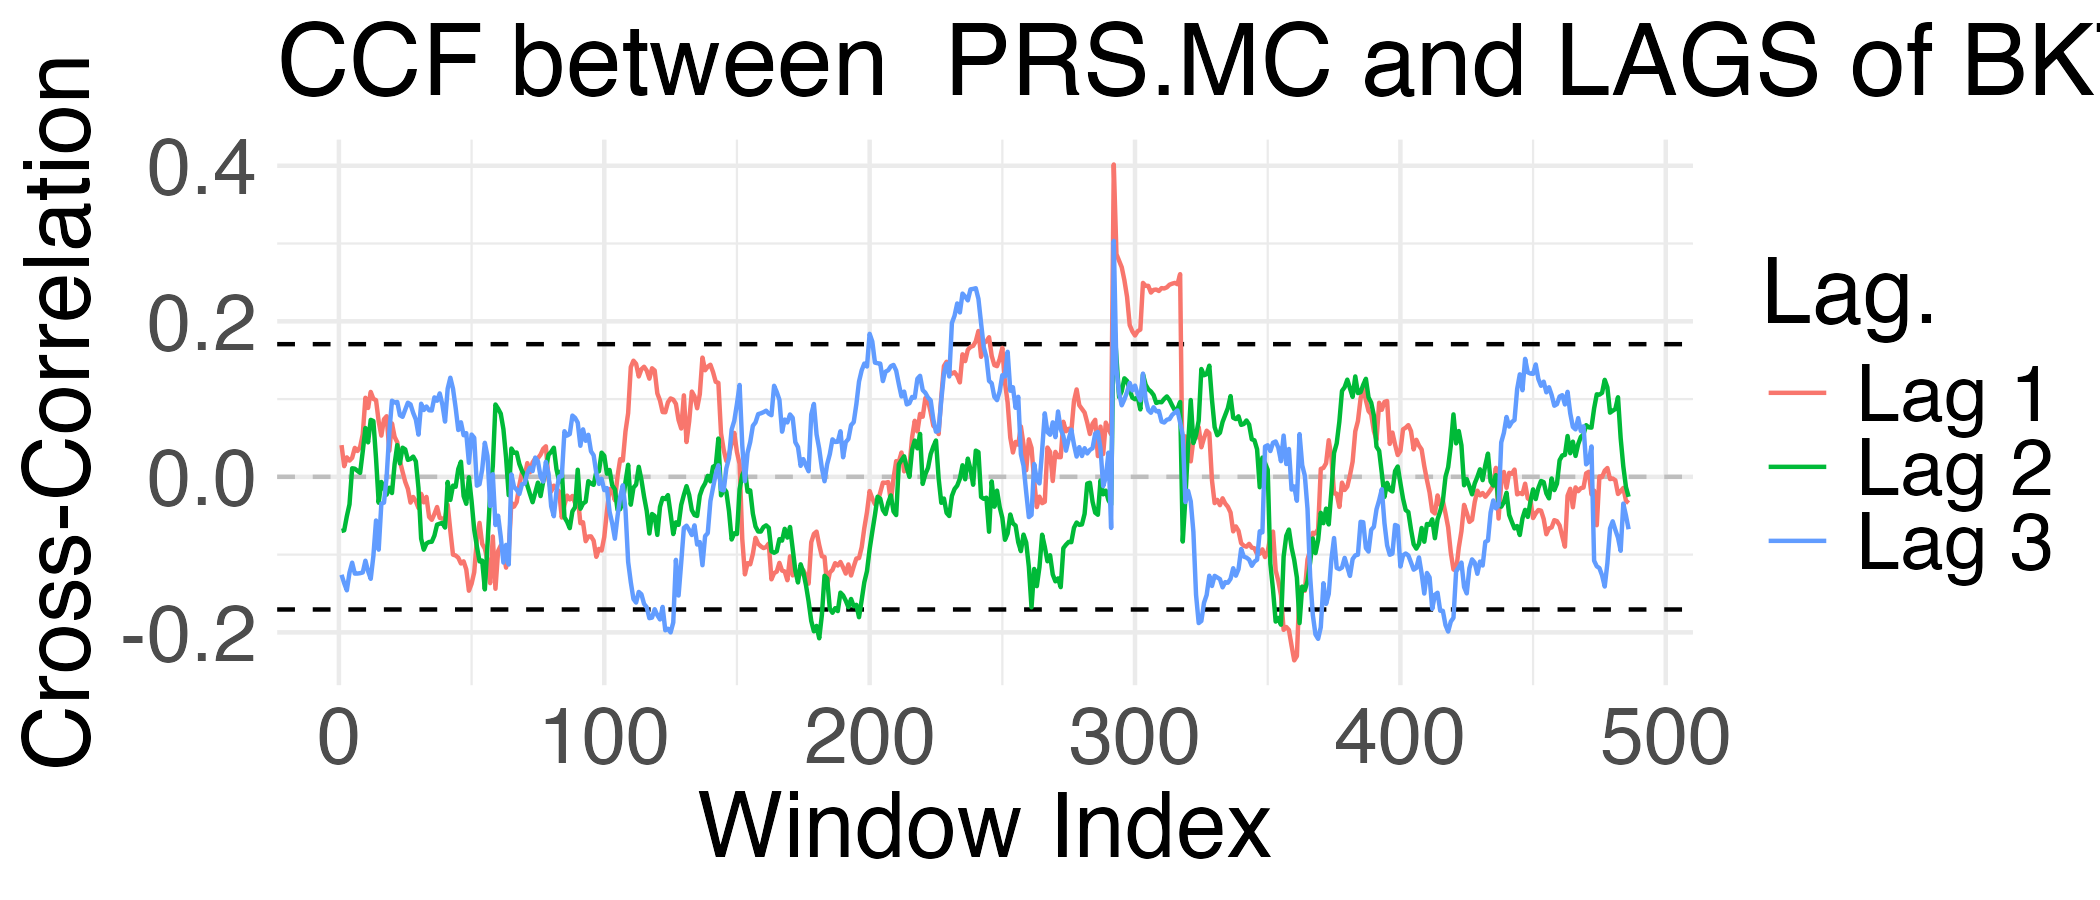 CCF between PRS.MC and LAGS of
Cross-Correlation
0.4
0.2
0.0
-0.2
0 100 200 300 400 500
Window Index
Lag.
Lag 1
Lag 2
Lag 3